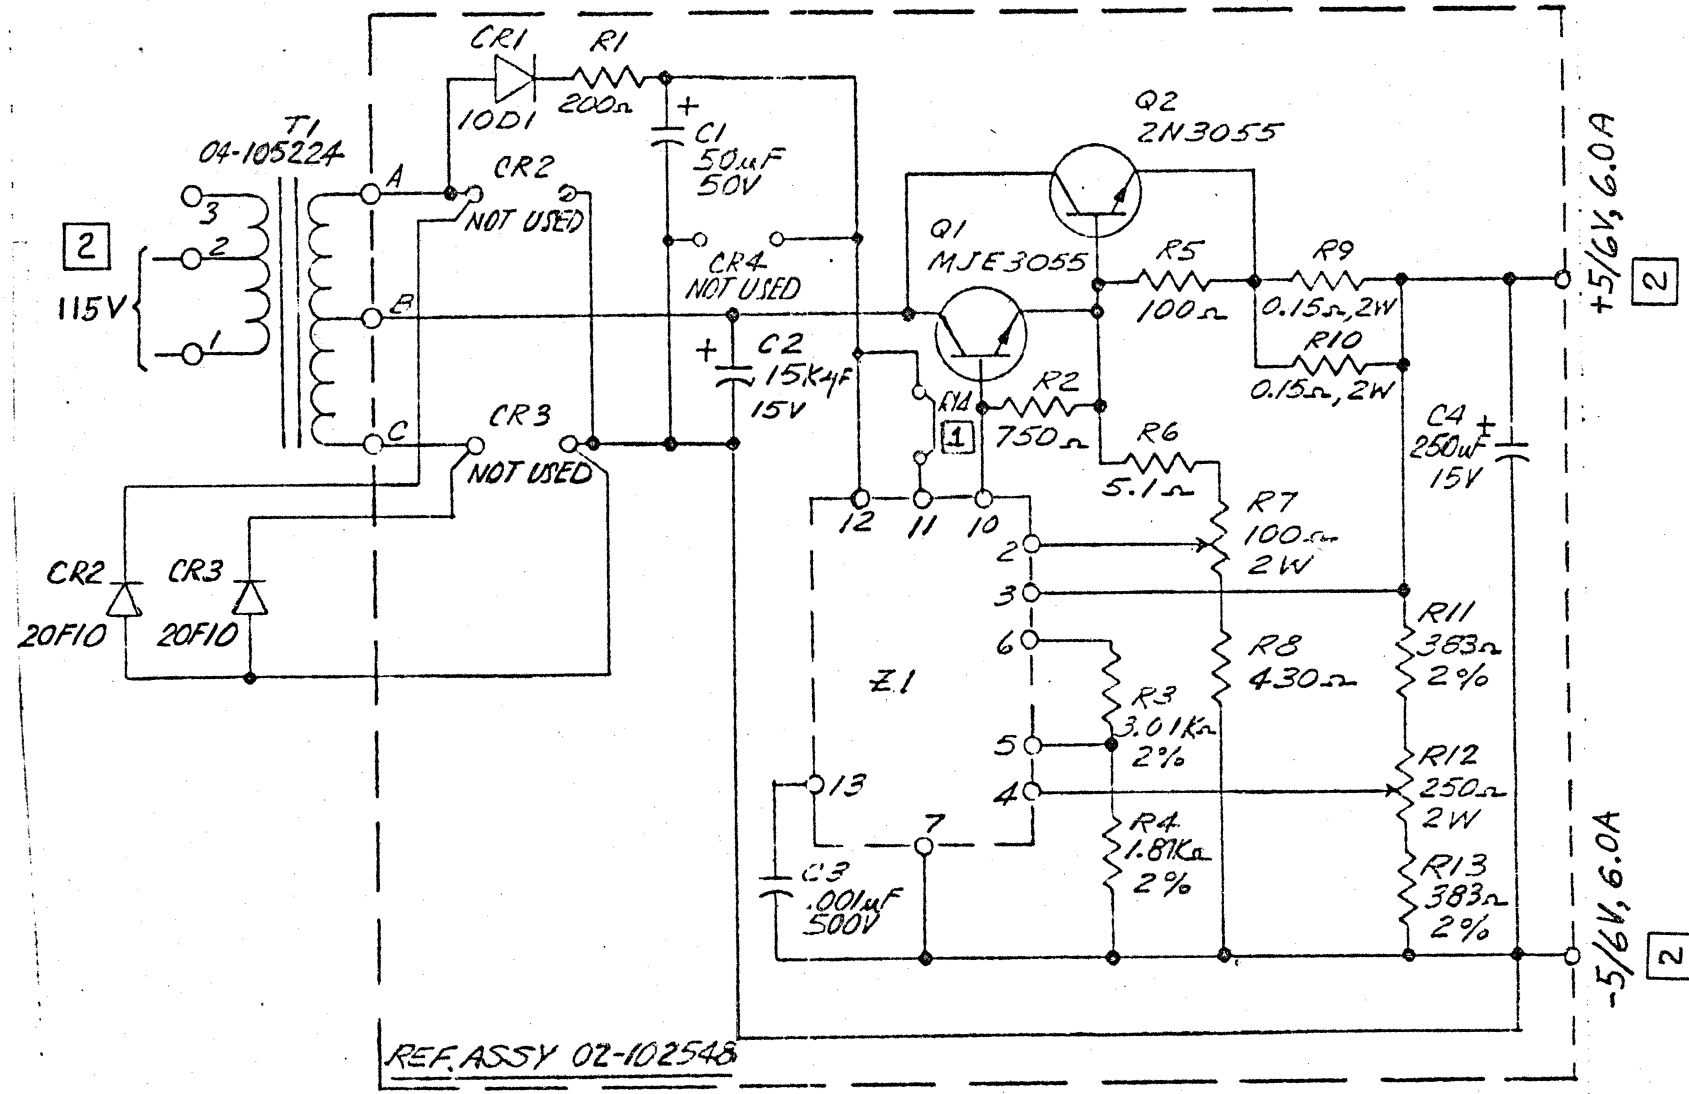 CR1
R1
10D1
200Ω
+
C1
50uF
50V
T1
04-105224
3
2
1
2
115V
A
B
C
CR2
NOT USED
CR4
NOT USED
CR3
NOT USED
+
C2
15KμF
15V
Q2
2N3055
Q1
MJE3055
R5
100Ω
R9
0.15Ω, 2W
R10
0.15Ω, 2W
+5/6V, 6.0A
2
R2
750Ω
1
R6
5.1Ω
C4 +
250uF
15V
12
11
10
2
3
6
5
4
13
7
Z1
R7
100Ω
2W
R8
430Ω
R3
3.01KΩ
2%
R4
1.87KΩ
2%
R11
383Ω
2%
R12
250Ω
2W
R13
383Ω
2%
C3
.001uF
500V
CR2
20F10
CR3
20F10
-5/6V, 6.0A
2
REF. ASSY 02-102548